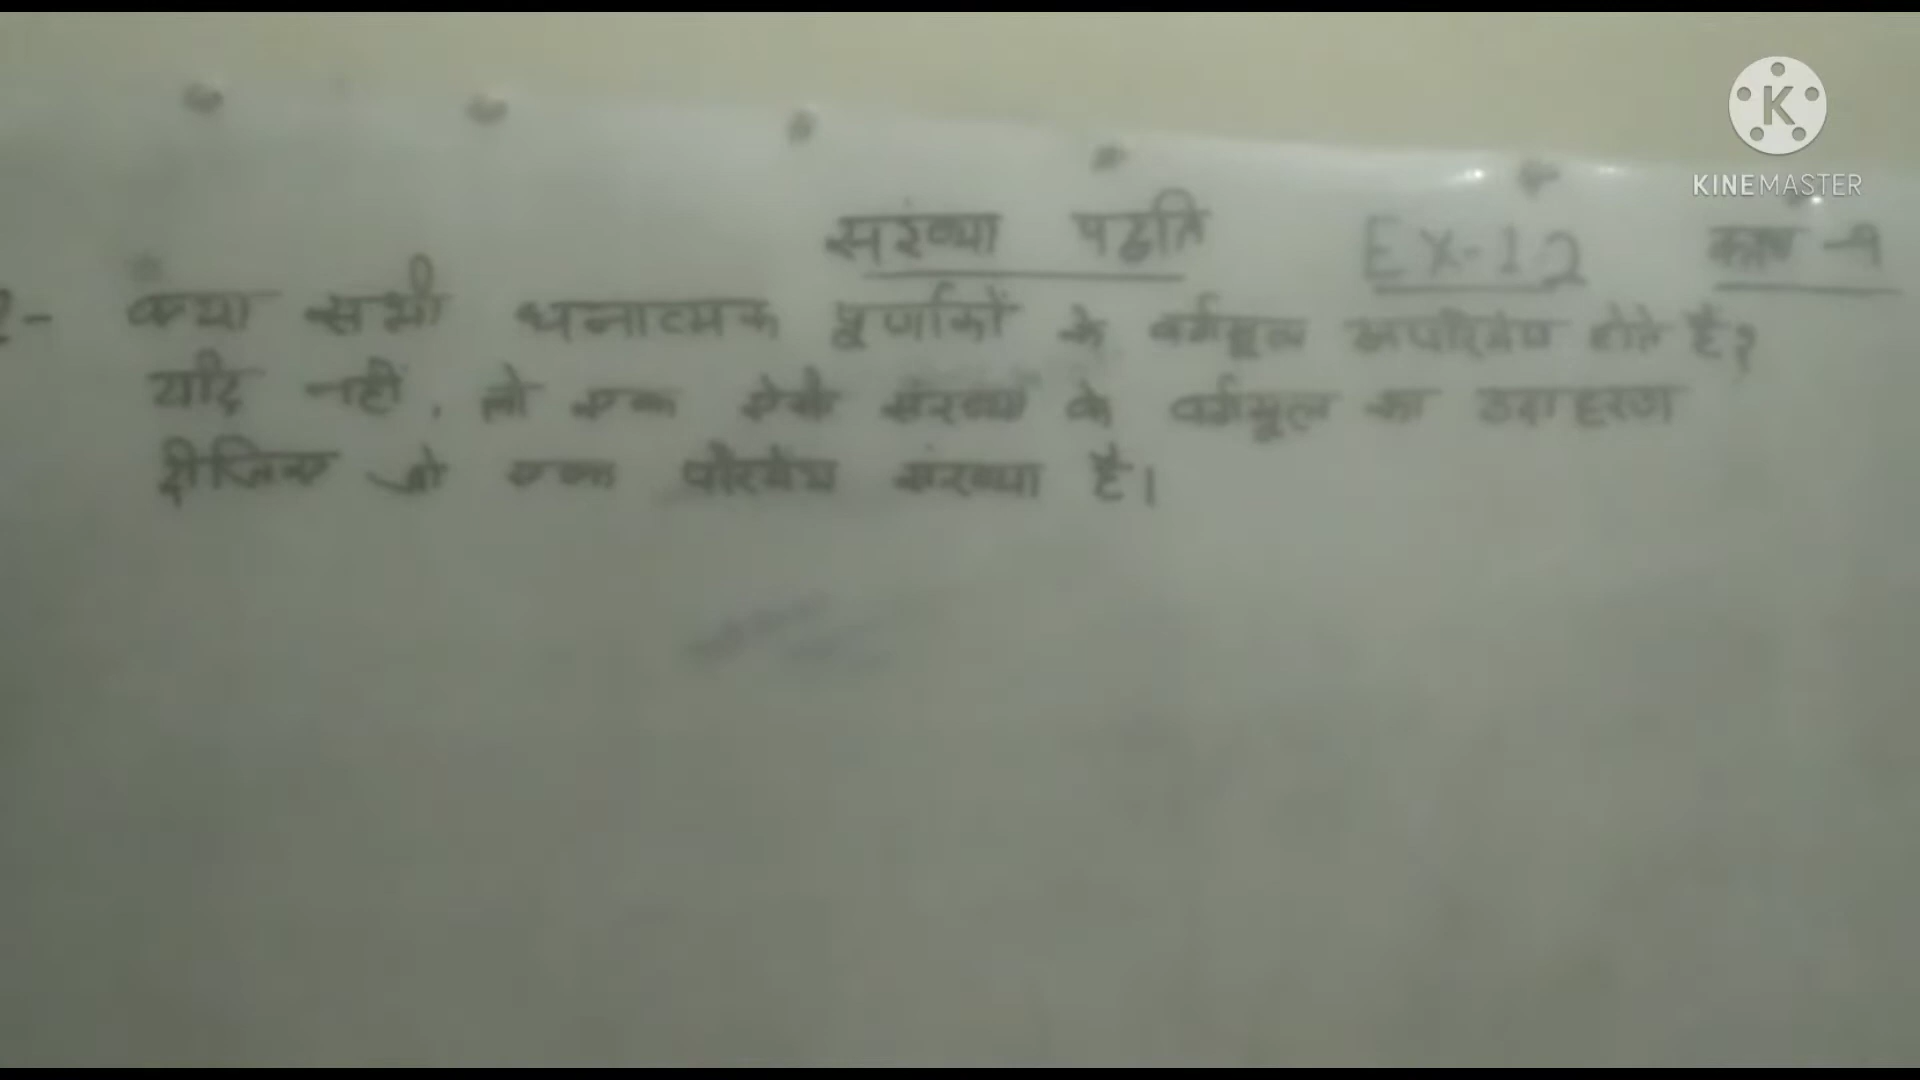 KINEMASTER
संख्या पद्धति EX-1.2 कक्षा -9
2- क्या सभी धनात्मक पूर्णांकों के वर्गमूल अपरिमेय होते है?
यदि नहीं, तो एक ऐसे संख्या के वर्गमूल का उदाहरण
दीजिए जो एक परिमेय संख्या है।